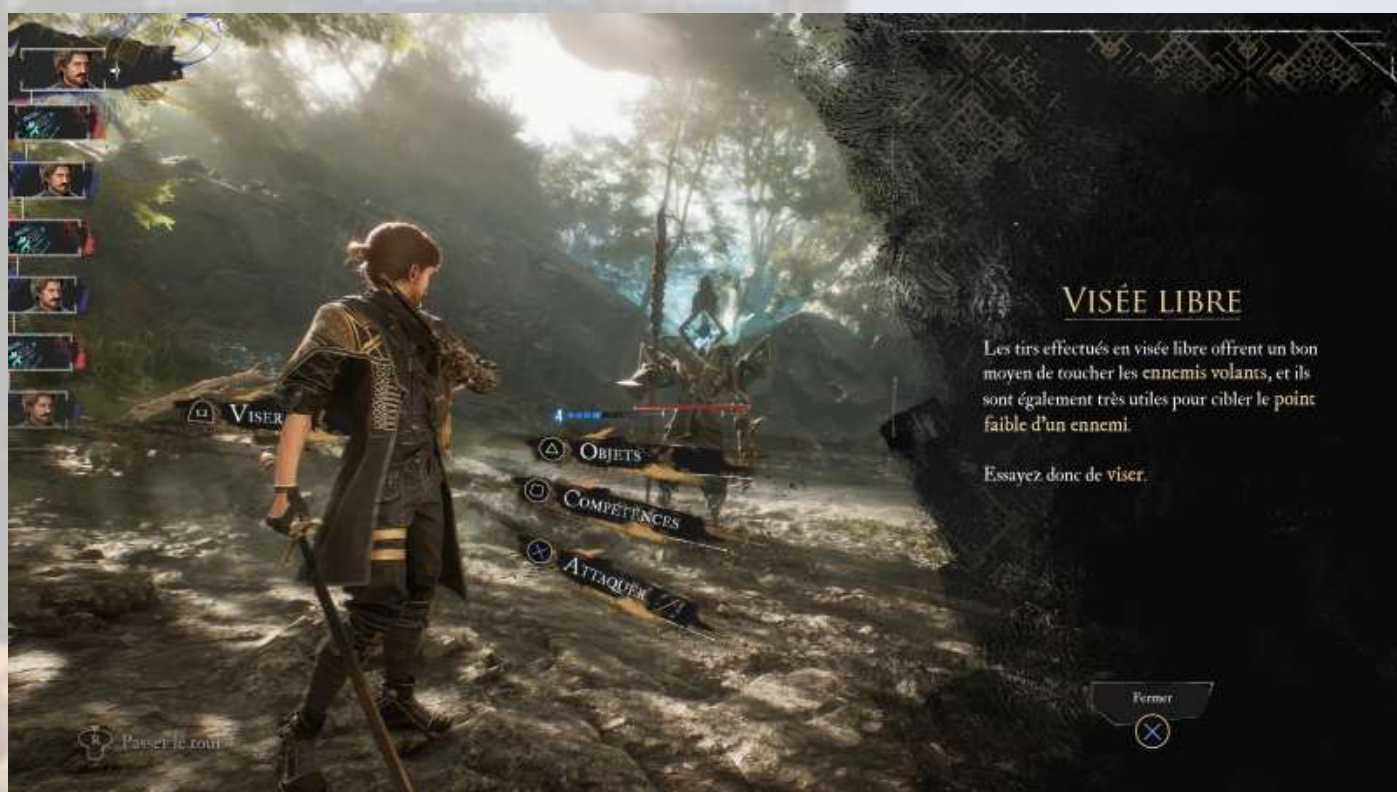 L2 VISER
4
OBJETS
COMPÉTENCES
ATTAQUER
R Passer le tour
VISÉE LIBRE
Les tirs effectués en visée libre offrent un bon
moyen de toucher les ennemis volants, et ils
sont également très utiles pour cibler le point
faible d'un ennemi.
Essayez donc de viser.
Fermer